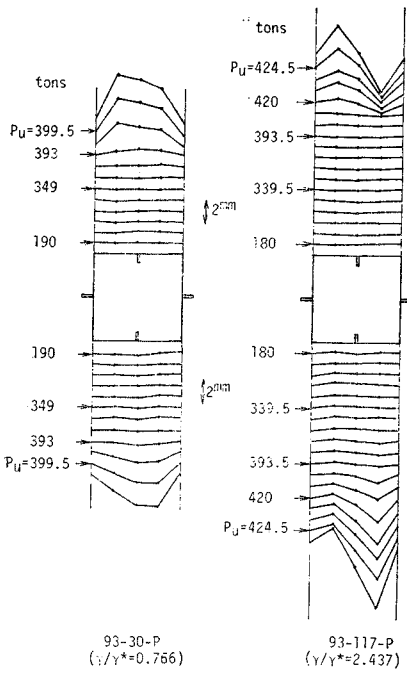 tons
Pu=399.5
393
349
2mm
190
190
349
2mm
393
Pu=399.5
93-30-P
(γ/γ*=0.766)
tons
Pu=424.5
420
393.5
339.5
180
180
339.5
393.5
420
Pu=424.5
93-117-P
(γ/γ*=2.437)